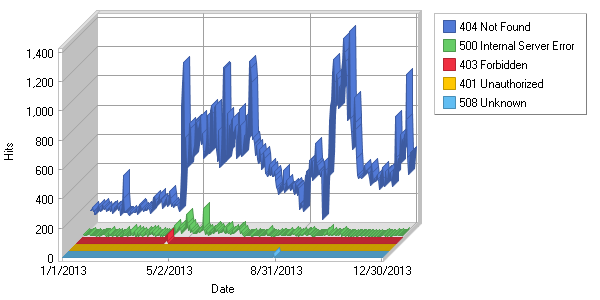 1,400
1,200
1,000
800
600
400
200
0
Hits
1/1/2013
5/2/2013
8/31/2013
12/30/2013
Date
404 Not Found
500 Internal Server Error
403 Forbidden
401 Unauthorized
508 Unknown